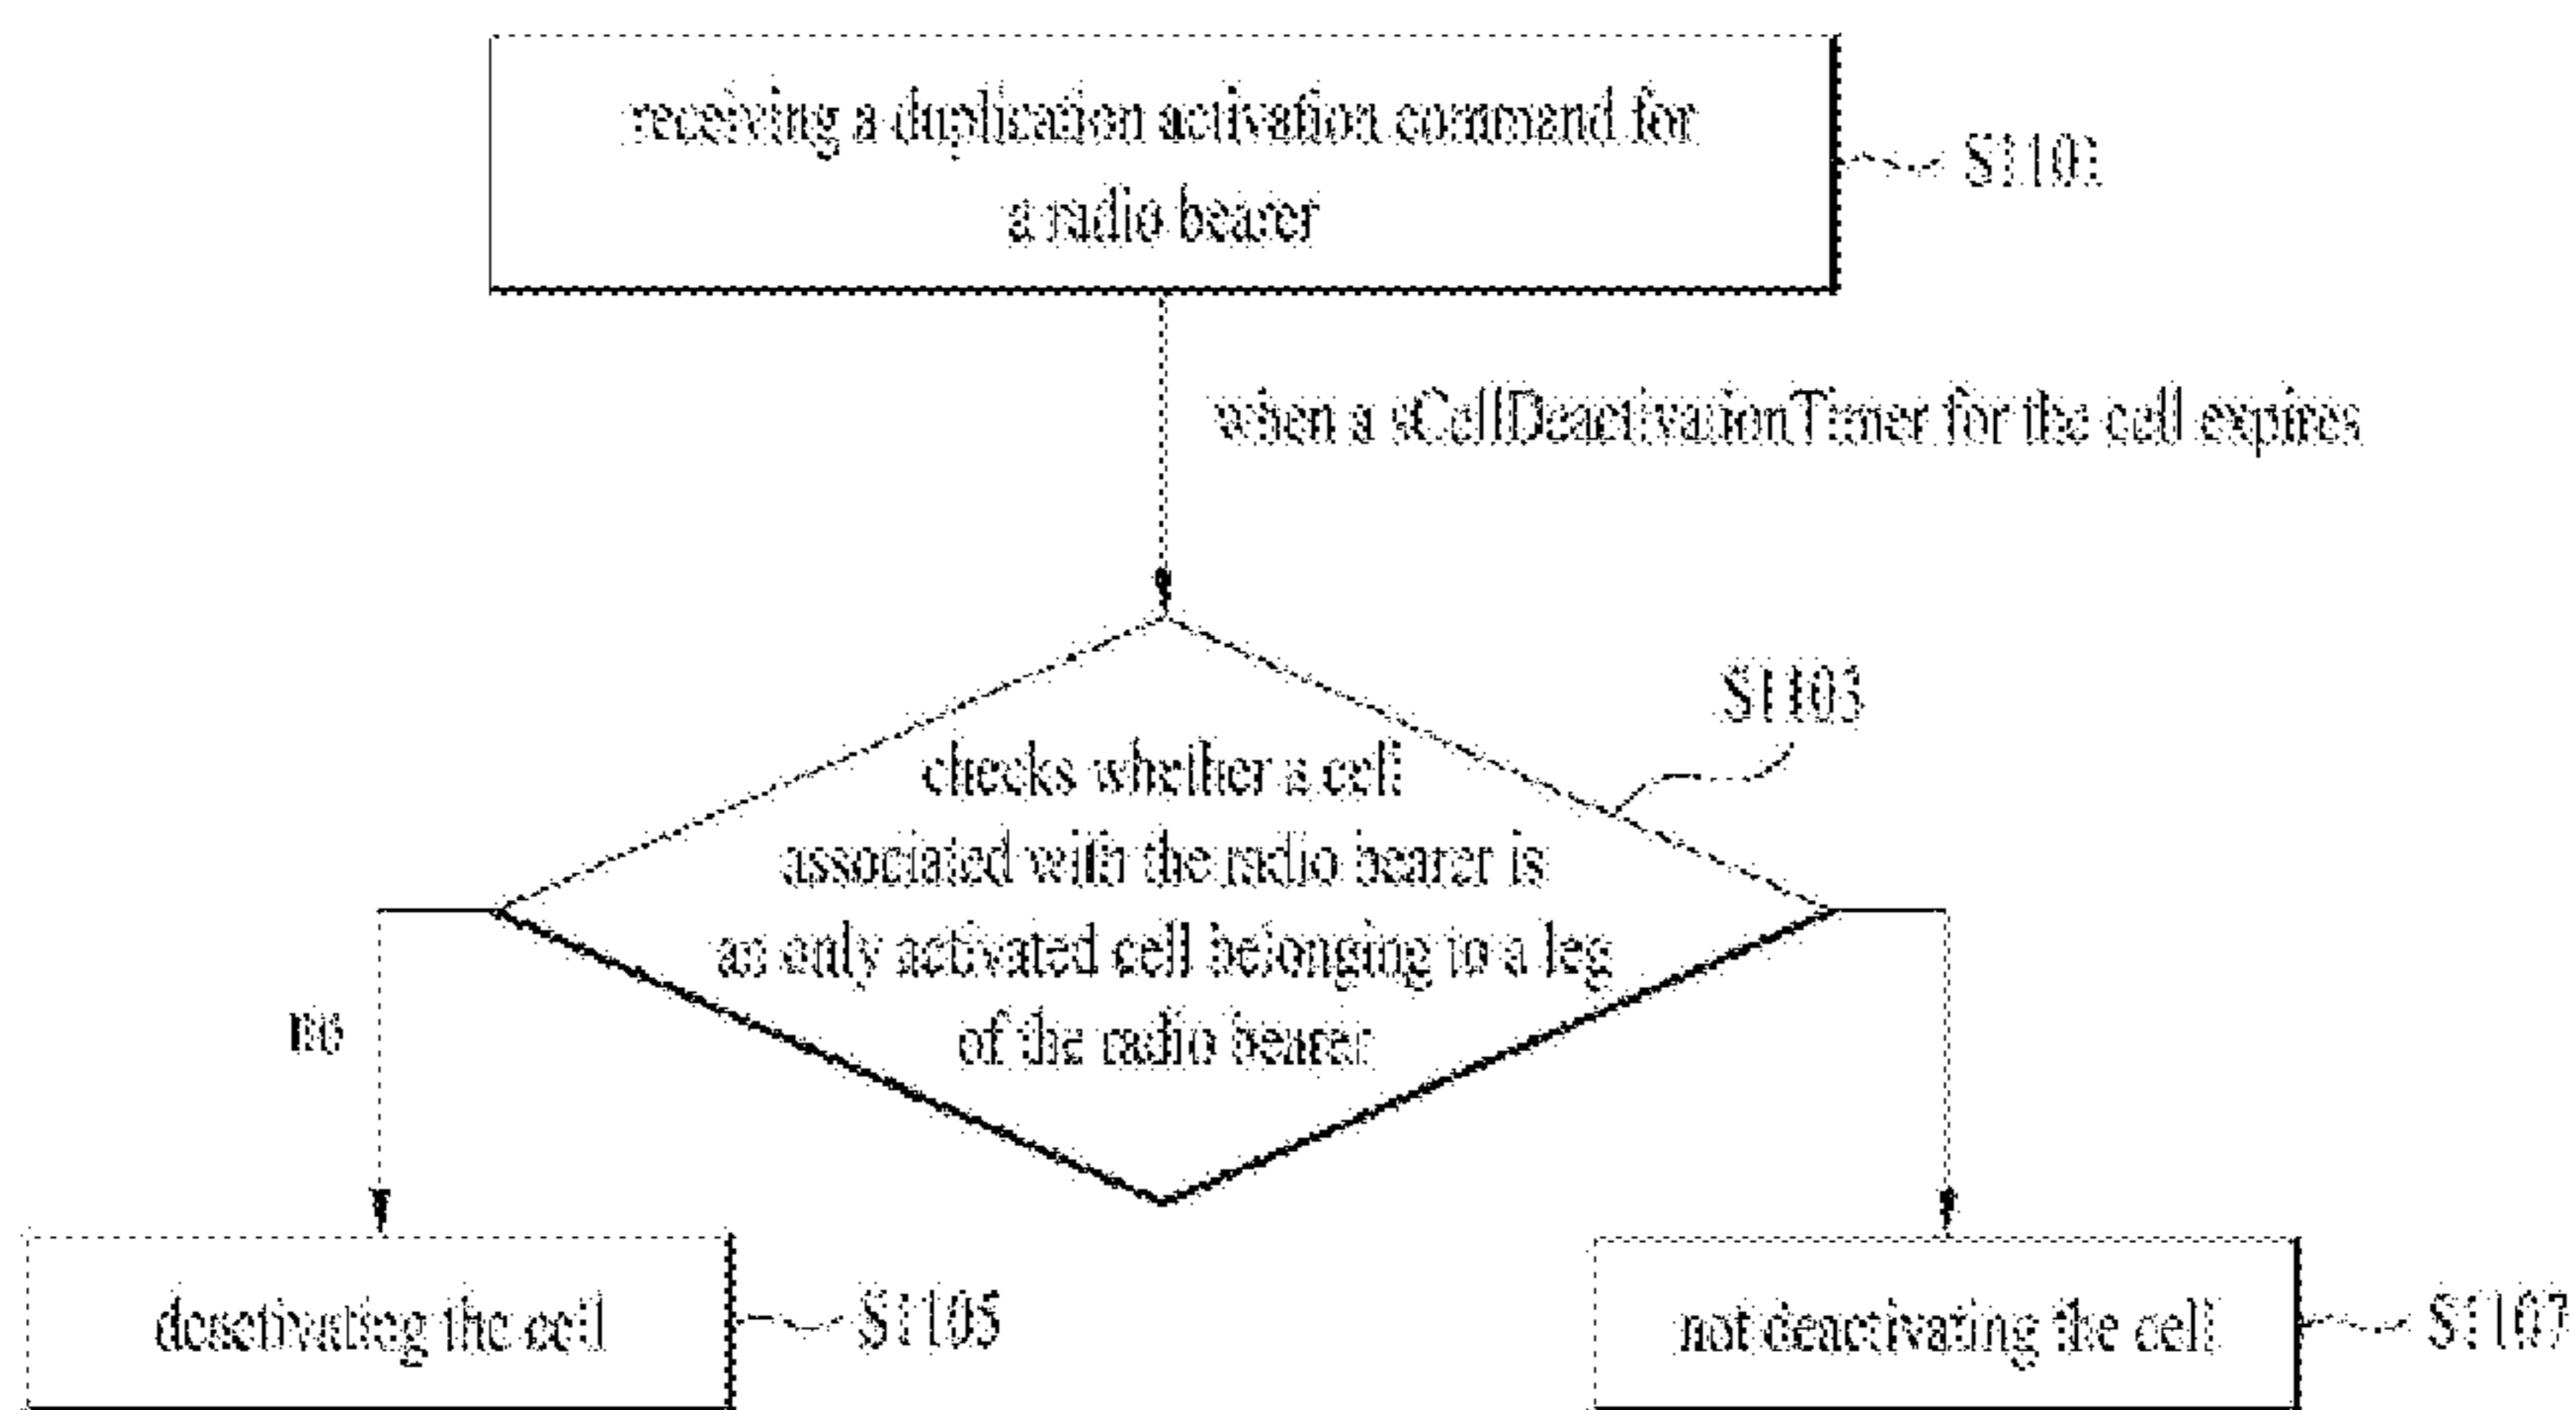 receiving a duplication activation command for
a radio bearer
S1101
when a sCellDeactivationTimer for the cell expires
S1103
checks whether a cell
associated with the radio bearer is
an only activated cell belonging to a leg
of the radio bearer
no
deactivating the cell
S1105
not deactivating the cell
S1107